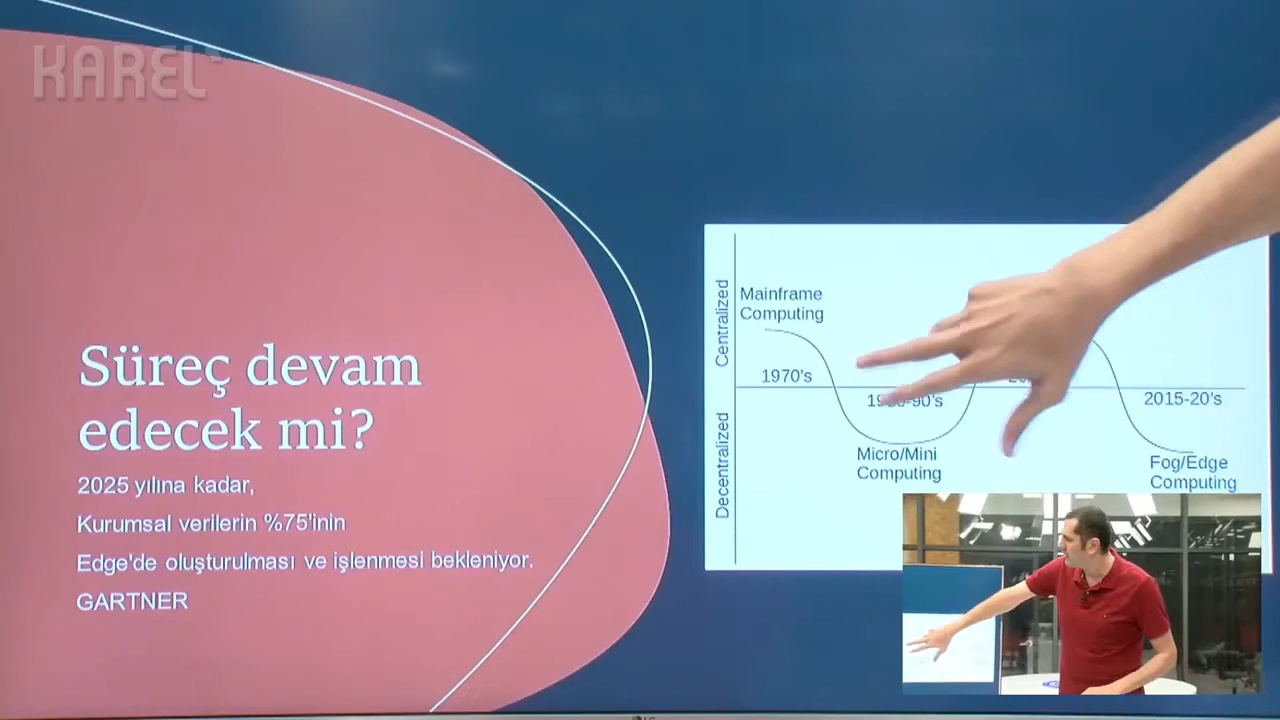 KAREL
Süreç devam
edecek mi?
2025 yılına kadar,
Kurumsal verilerin %75'inin
Edge'de oluşturulması ve işlenmesi bekleniyor.
GARTNER
Centralized
Decentralized
Mainframe
Computing
1970's
Micro/Mini
Computing
2015-20's
Fog/Edge
Computing
LG